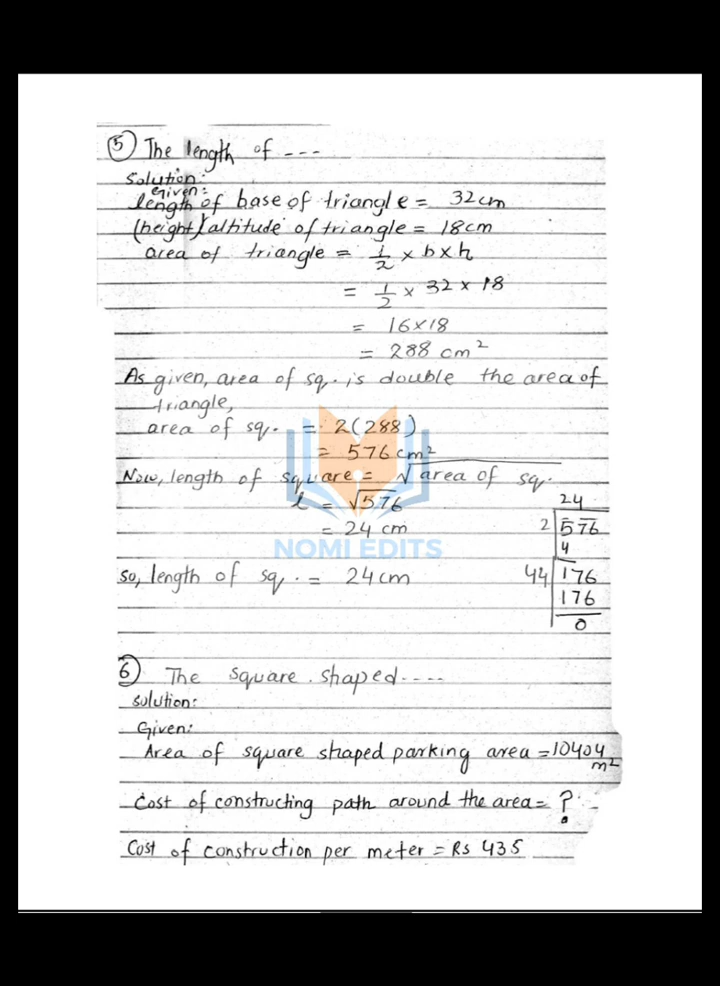 ⑤ The length of ---
Solution:
Given:
length of base of triangle = 32cm
(height) altitude of triangle = 18cm
area of triangle = 1/2 × b × h
= 1/2 × 32 × 18
= 16×18
= 288 cm²
As given, area of sq. is double the area of
triangle,
area of sq. = 2(288)
= 576 cm²
Now, length of square = √area of sq.
l = √576
= 24 cm
24
2 576
4
NOMI EDITS
so, length of sq. = 24cm
44 176
176
0
⑥ The square shaped----
solution:
Given:
Area of square shaped parking area = 10404 m²
Cost of constructing path around the area = ?
Cost of construction per meter = Rs 435